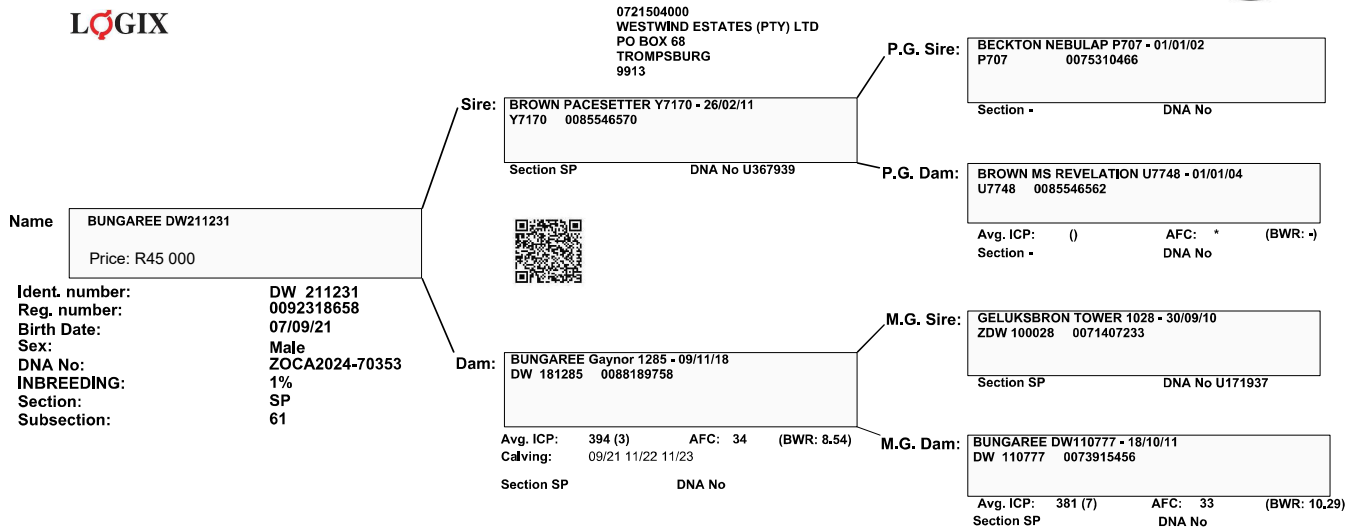 LOGIX
0721504000
WESTWIND ESTATES (PTY) LTD
PO BOX 68
TROMPSBURG
9913
P.G. Sire:
BECKTON NEBULAP P707 - 01/01/02
P707 0075310466
Section - DNA No
Sire:
BROWN PACESETTER Y7170 - 26/02/11
Y7170 0085546570
Section SP DNA No U367939
P.G. Dam:
BROWN MS REVELATION U7748 - 01/01/04
U7748 0085546562
Avg. ICP: () AFC: * (BWR: -)
Section - DNA No
Name
BUNGAREE DW211231
Price: R45 000
Ident. number: DW 211231
Reg. number: 0092318658
Birth Date: 07/09/21
Sex: Male
DNA No: ZOCA2024-70353
INBREEDING: 1%
Section: SP
Subsection: 61
M.G. Sire:
GELUKSBRON TOWER 1028 - 30/09/10
ZDW 100028 0071407233
Section SP DNA No U171937
Dam:
BUNGAREE Gaynor 1285 - 09/11/18
DW 181285 0088189758
Avg. ICP: 394 (3) AFC: 34 (BWR: 8.54)
Calving: 09/21 11/22 11/23
Section SP DNA No
M.G. Dam:
BUNGAREE DW110777 - 18/10/11
DW 110777 0073915456
Avg. ICP: 381 (7) AFC: 33 (BWR: 10.29)
Section SP DNA No